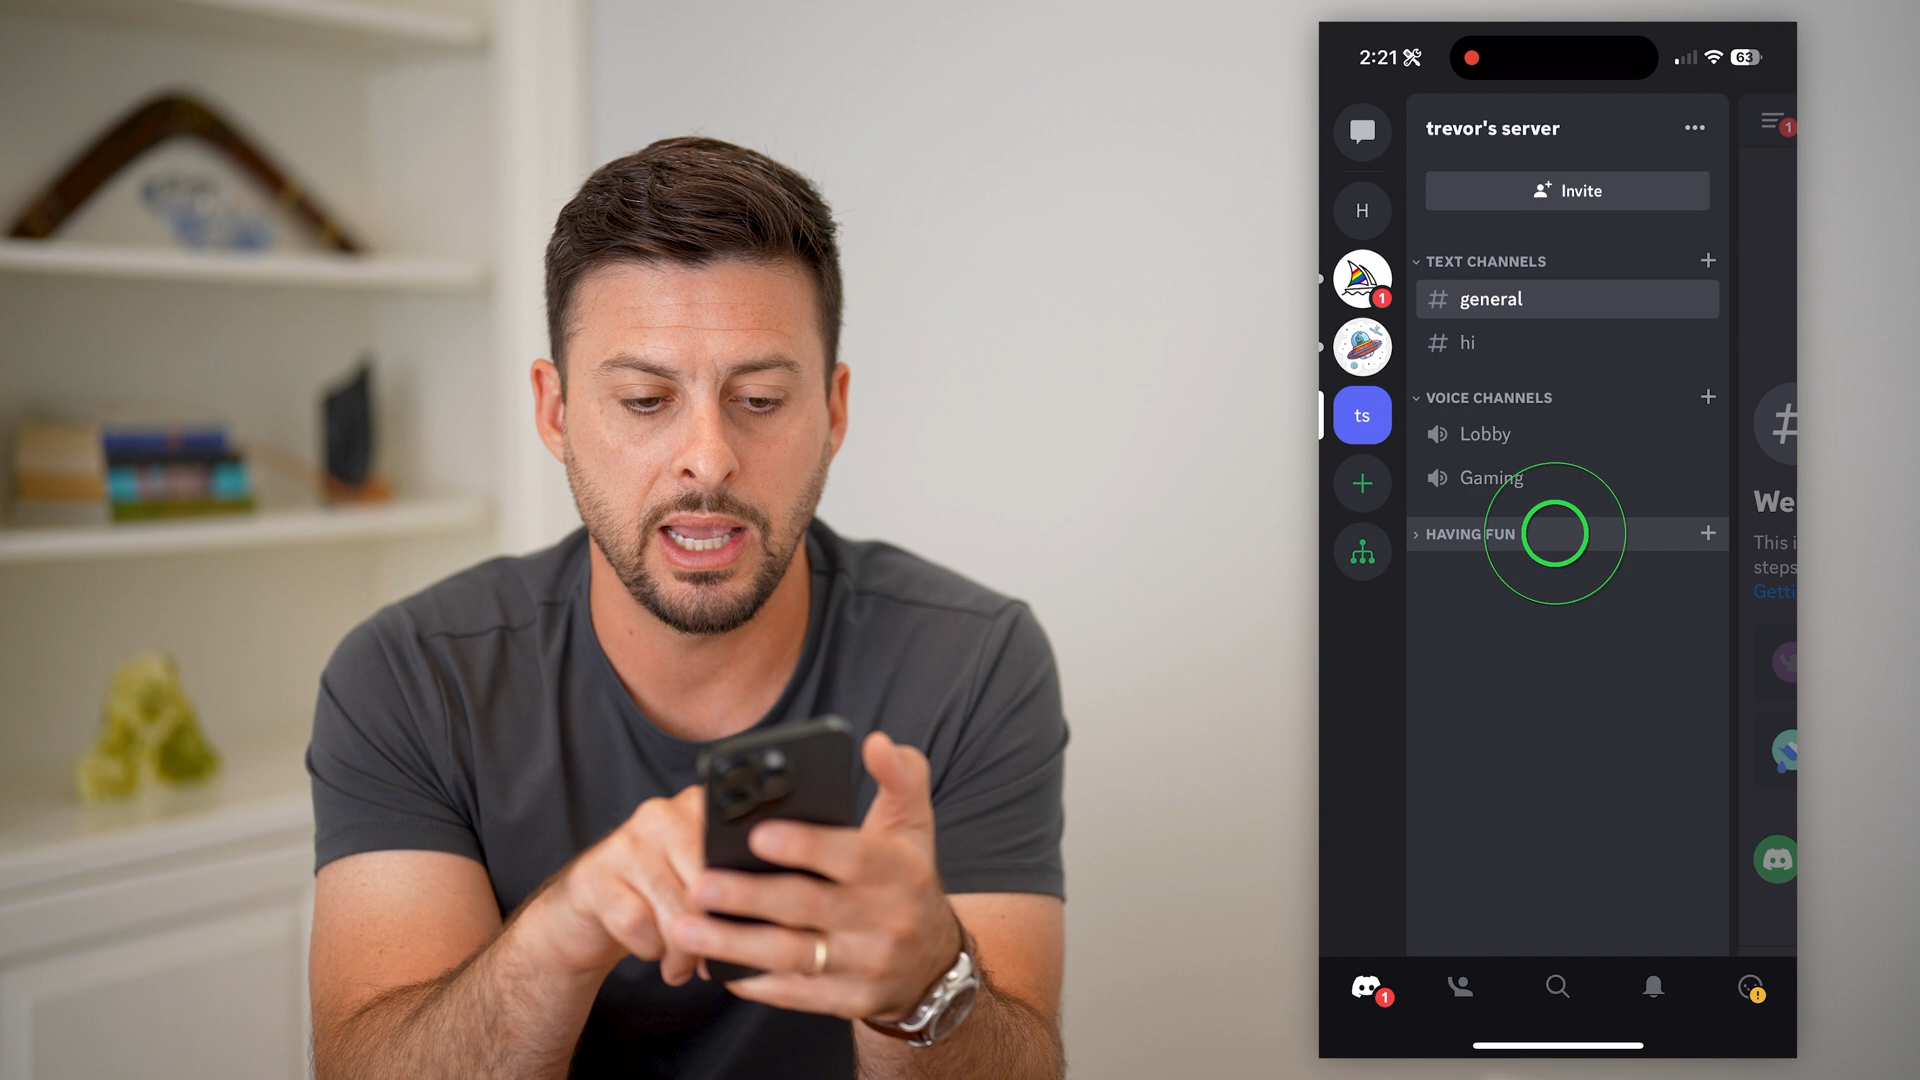 2:21
63
trevor's server
1
Invite
H
TEXT CHANNELS
1
# general
# hi
VOICE CHANNELS
ts
Lobby
Gaming
We
HAVING FUN
This i
steps
Getti
1